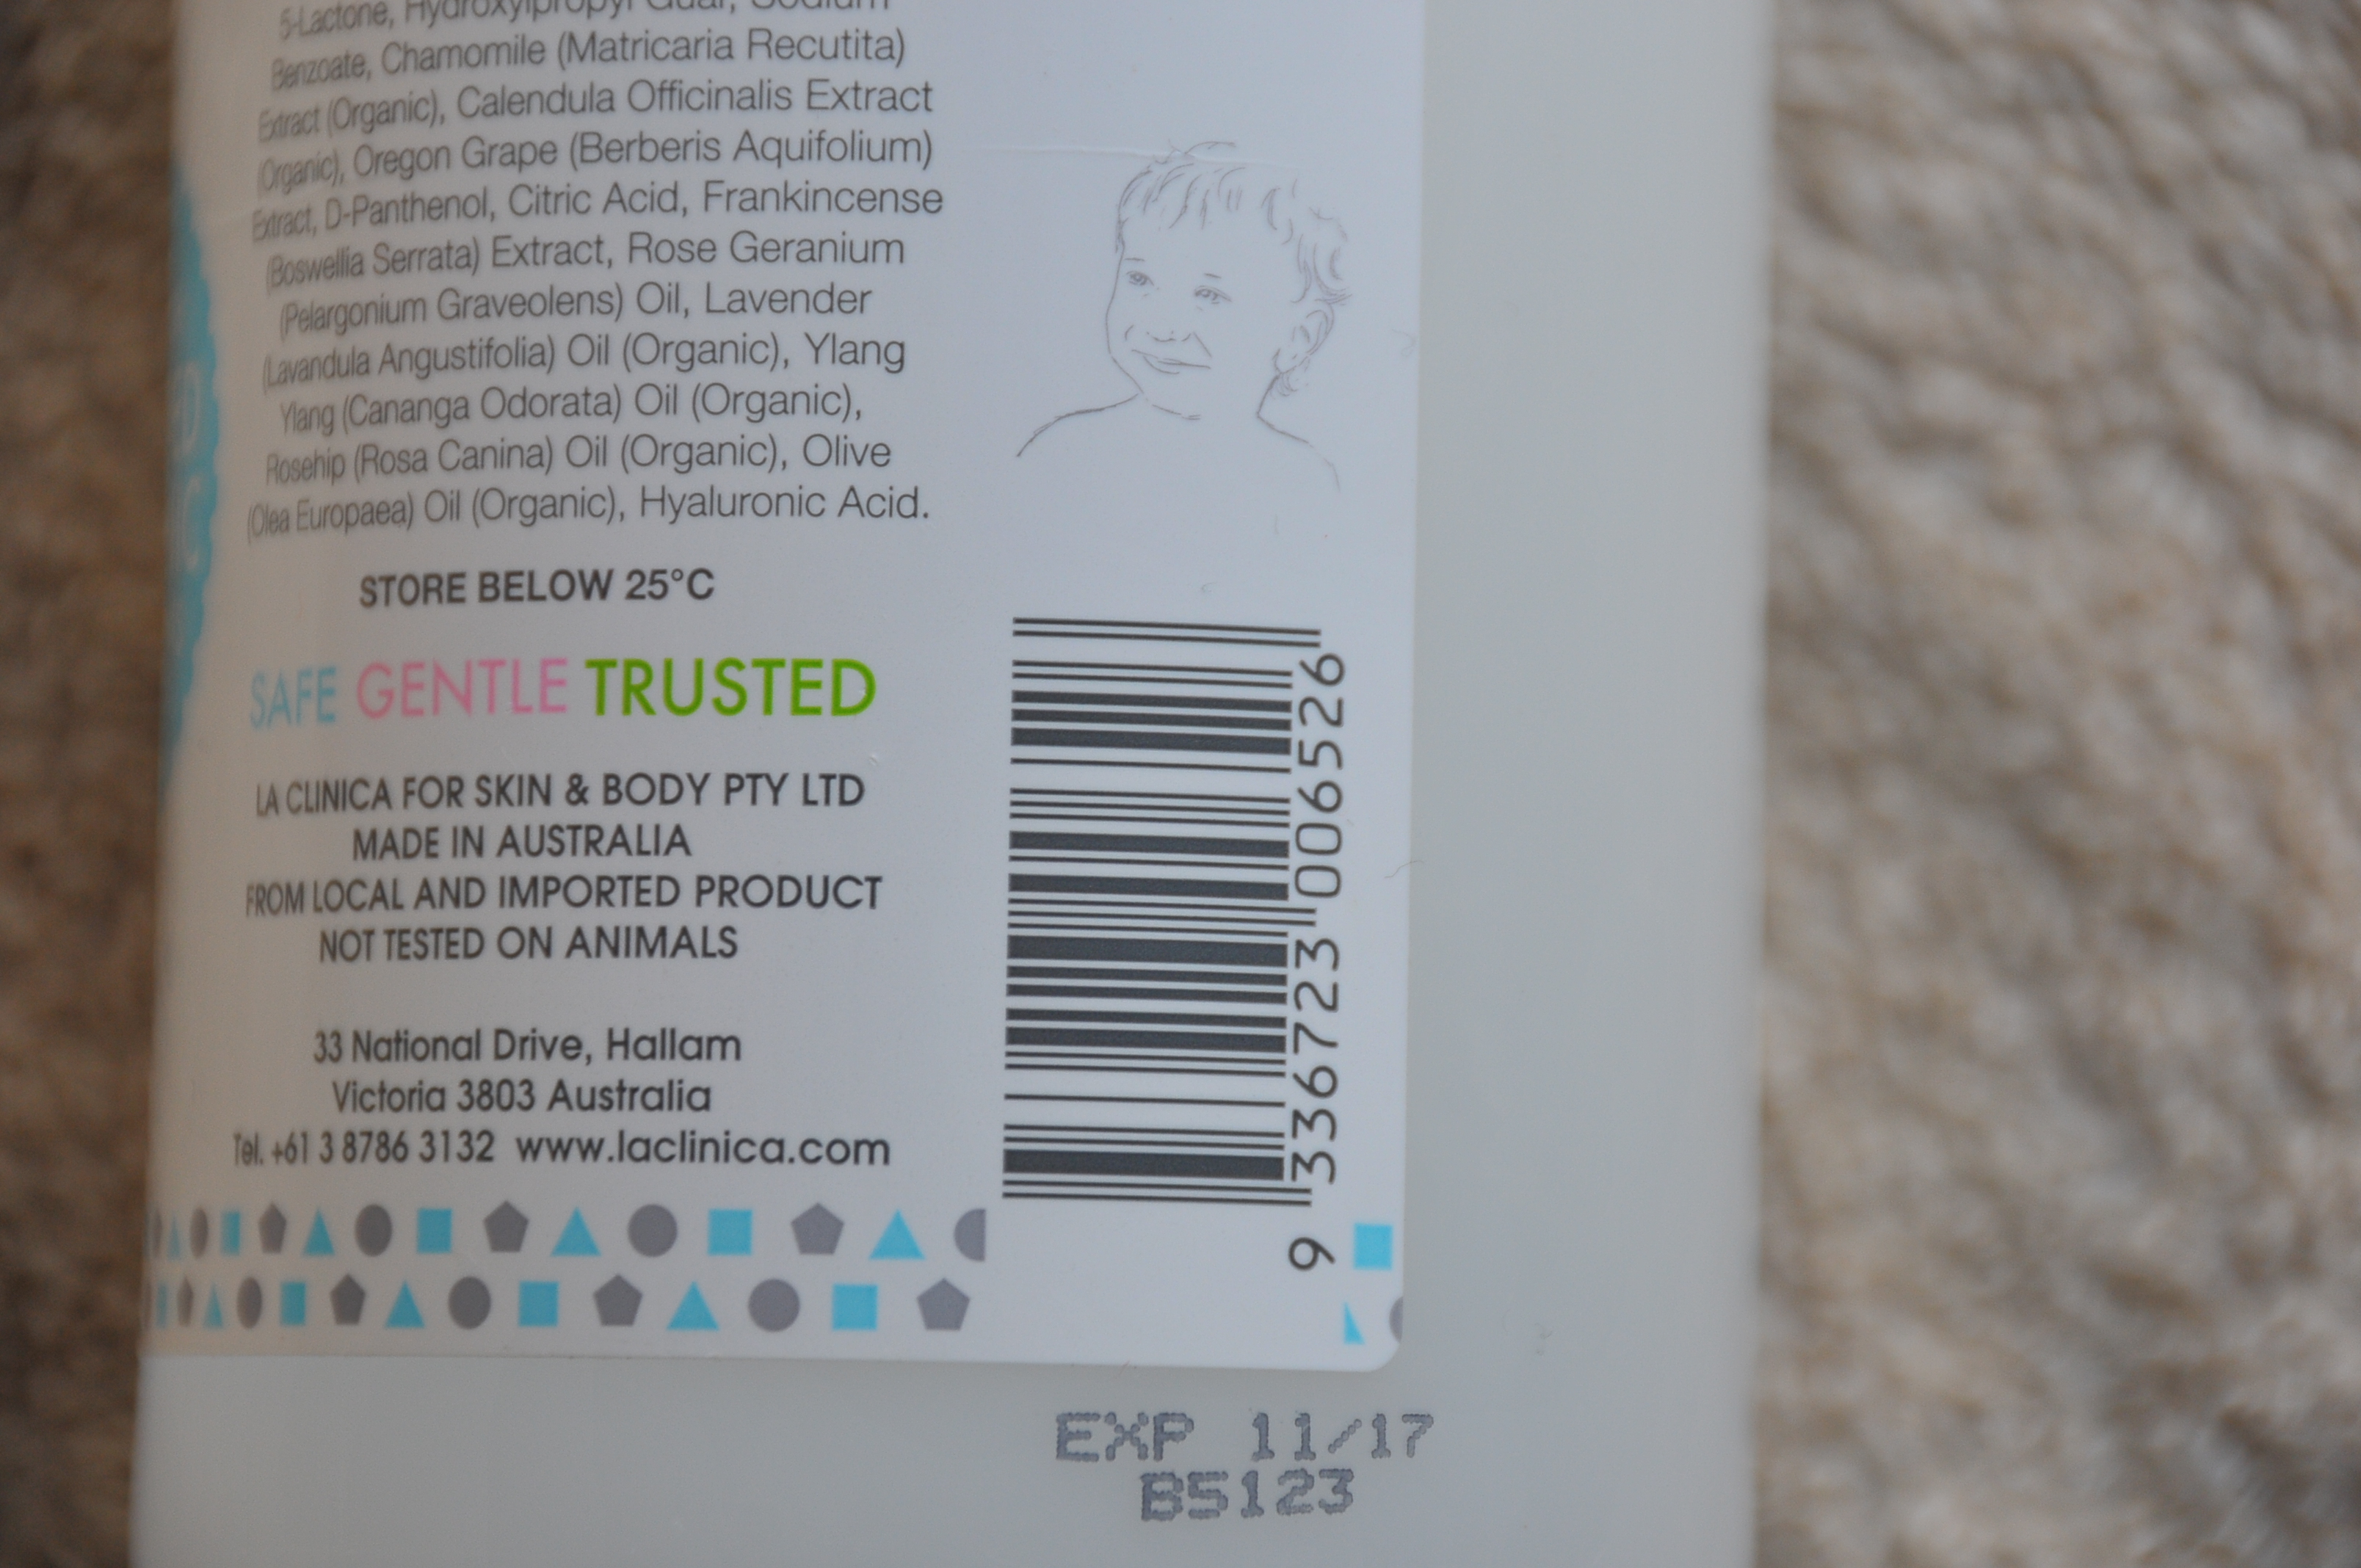 5-Lactone, Hydroxylpropyl Guar, Sodium
Benzoate, Chamomile (Matricaria Recutita)
Extract (Organic), Calendula Officinalis Extract
(Organic), Oregon Grape (Berberis Aquifolium)
Extract, D-Panthenol, Citric Acid, Frankincense
(Boswellia Serrata) Extract, Rose Geranium
(Pelargonium Graveolens) Oil, Lavender
(Lavandula Angustifolia) Oil (Organic), Ylang
Ylang (Cananga Odorata) Oil (Organic),
Rosehip (Rosa Canina) Oil (Organic), Olive
(Olea Europaea) Oil (Organic), Hyaluronic Acid.
STORE BELOW 25°C
SAFE GENTLE TRUSTED
LA CLINICA FOR SKIN & BODY PTY LTD
MADE IN AUSTRALIA
FROM LOCAL AND IMPORTED PRODUCT
NOT TESTED ON ANIMALS
33 National Drive, Hallam
Victoria 3803 Australia
Tel. +61 3 8786 3132 www.laclinica.com
9 336723 006526
EXP 11/17
B5123